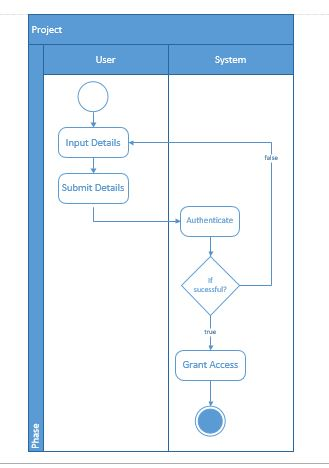 Project
User
System
Input Details
false
Submit Details
Authenticate
If
sucessful?
true
Grant Access
Phase